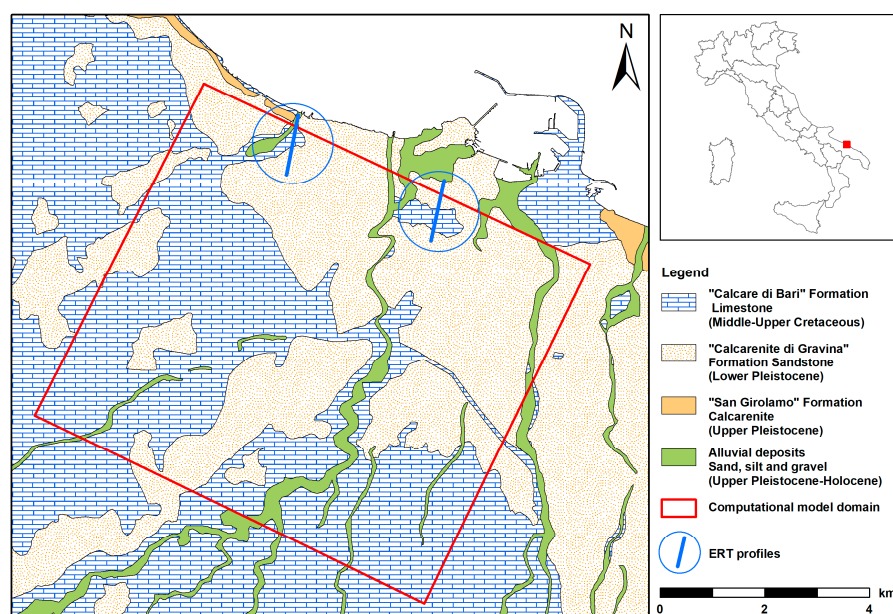 N
Legend
"Calcare di Bari" Formation
Limestone
(Middle-Upper Cretaceous)
"Calcarenite di Gravina"
Formation Sandstone
(Lower Pleistocene)
"San Girolamo" Formation
Calcarenite
(Upper Pleistocene)
Alluvial deposits
Sand, silt and gravel
(Upper Pleistocene-Holocene)
Computational model domain
ERT profiles
km
0 2 4